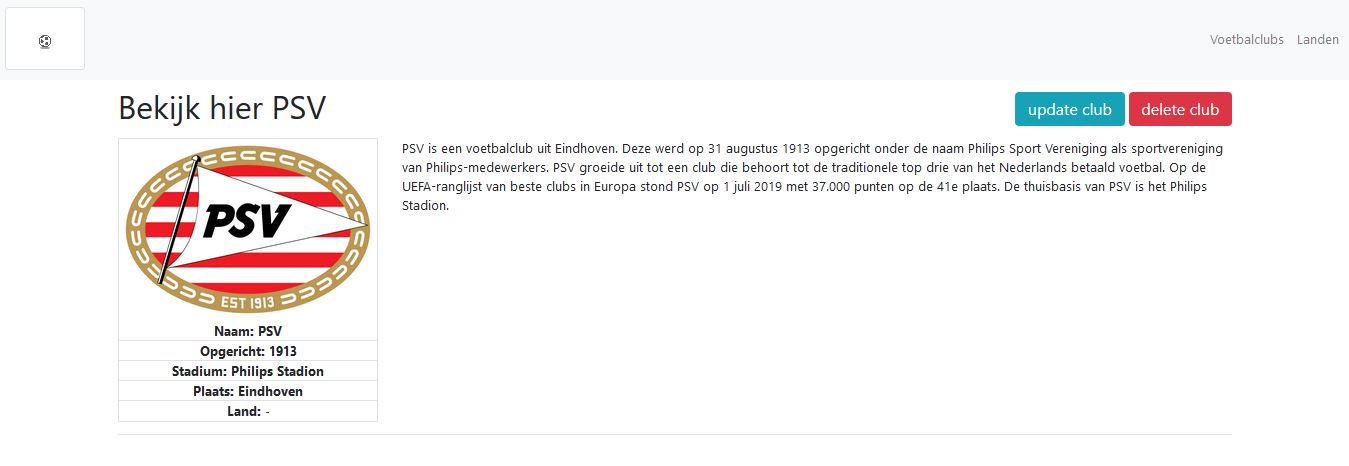 Voetbalclubs Landen
Bekijk hier PSV
update club delete club
PSV is een voetbalclub uit Eindhoven. Deze werd op 31 augustus 1913 opgericht onder de naam Philips Sport Vereniging als sportvereniging
van Philips-medewerkers. PSV groeide uit tot een club die behoort tot de traditionele top drie van het Nederlands betaald voetbal. Op de
UEFA-ranglijst van beste clubs in Europa stond PSV op 1 juli 2019 met 37.000 punten op de 41e plaats. De thuisbasis van PSV is het Philips
Stadion.
PSV
EST 1913
Naam: PSV
Opgericht: 1913
Stadium: Philips Stadion
Plaats: Eindhoven
Land: -